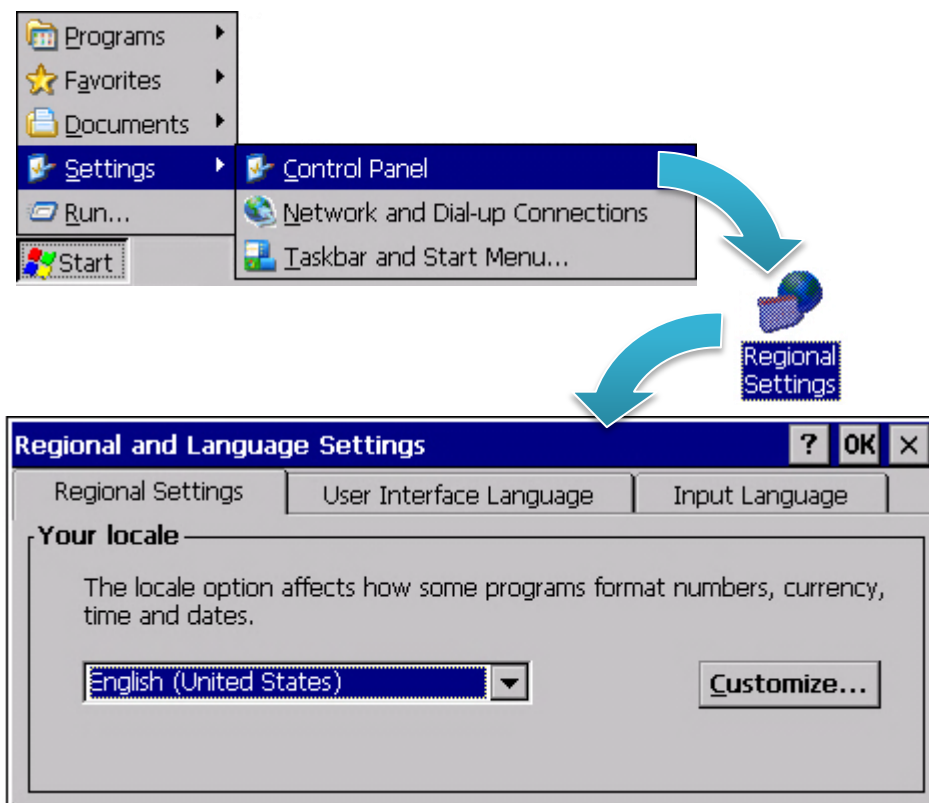 Programs
Favorites
Documents
Settings
Control Panel
Run...
Network and Dial-up Connections
Start
Taskbar and Start Menu...
Regional
Settings
Regional and Language Settings
? OK ×
Regional Settings
User Interface Language
Input Language
Your locale
The locale option affects how some programs format numbers, currency,
time and dates.
English (United States)
Customize...